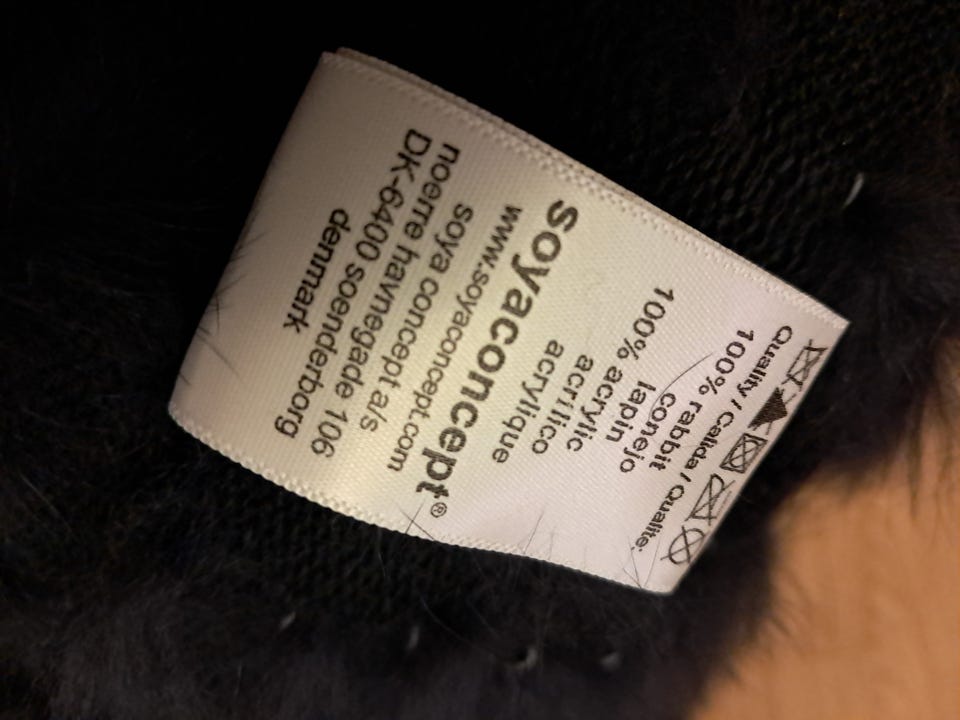 Quality / Calida / Qualite:
100% rabbit
conejo
lapin
100% acrylic
acrilico
acrylique
soyaconcept®
www.soyaconcept.com
soya concept a/s
noerre havnegade 106
DK-6400 soenderborg
denmark